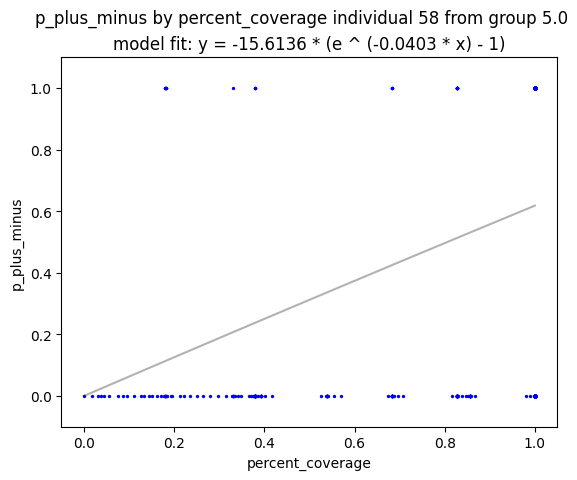 p_plus_minus by percent_coverage individual 58 from group 5.0
model fit: y = -15.6136 * (e ^ (-0.0403 * x) - 1)
1.0
0.8
0.6
0.4
0.2
0.0
p_plus_minus
0.0 0.2 0.4 0.6 0.8 1.0
percent_coverage